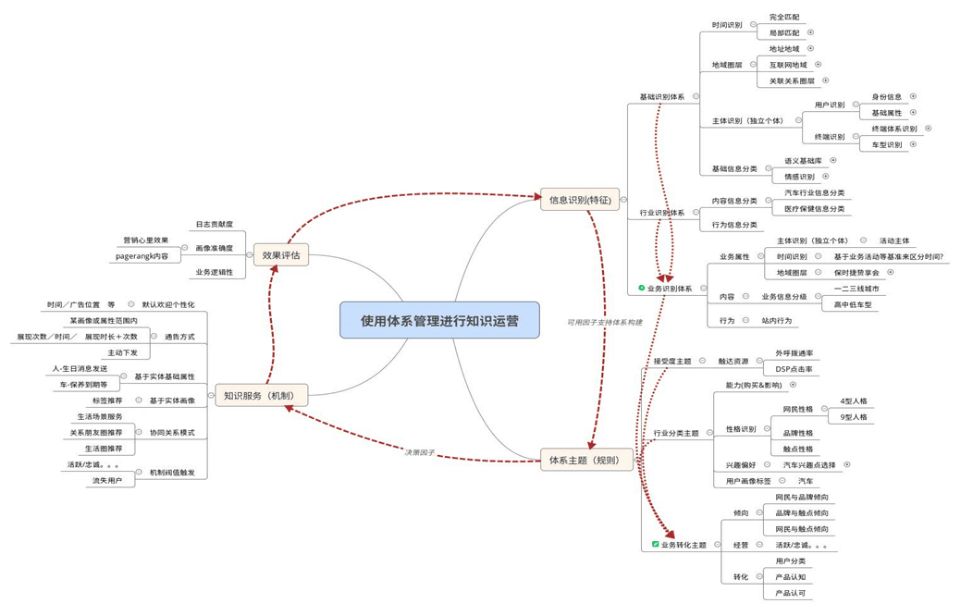 使用体系管理进行知识运营
信息识别(特征)
基础识别体系
时间识别
完全匹配
局部匹配
地域圈层
地址地域
互联网地域
关联关系圈层
主体识别（独立个体）
用户识别
身份信息
基础属性
终端识别
终端体系识别
车型识别
基础信息分类
语义基础库
情感识别
行业识别体系
内容信息分类
汽车行业信息分类
医疗保健信息分类
行为信息分类
业务识别体系
业务属性
主体识别（独立个体）
活动主体
时间识别
基于业务活动等基准来区分时间?
地域圈层
保时捷赞享会
内容
业务信息分级
一二三线城市
高中低车型
行为
站内行为
可用因子支持体系构建
体系主题（规则）
接受度主题
触达资源
外呼拨通率
DSP点击率
行业分类主题
能力(购买&影响)
性格识别
网民性格
4型人格
9型人格
品牌性格
触点性格
兴趣偏好
汽车兴趣点选择
用户画像标签
汽车
业务转化主题
倾向
网民与品牌倾向
品牌与触点倾向
网民与触点倾向
经营
活跃/忠诚。。。
转化
用户分类
产品认知
产品认可
决策因子
知识服务（机制）
默认欢迎个性化
时间／广告位置　等
通告方式
某画像或属性范围内
展现次数／时间／　展现时长＋次数
主动下发
基于实体基础属性
人-生日消息发送
车-保养到期等
基于实体画像
标签推荐
协同关系模式
生活场景服务
关系朋友圈推荐
生活圈推荐
机制阀值触发
活跃/忠诚。。。
流失用户
效果评估
日志贡献度
画像准确度
营销心里效果
pagerangk内容
业务逻辑性